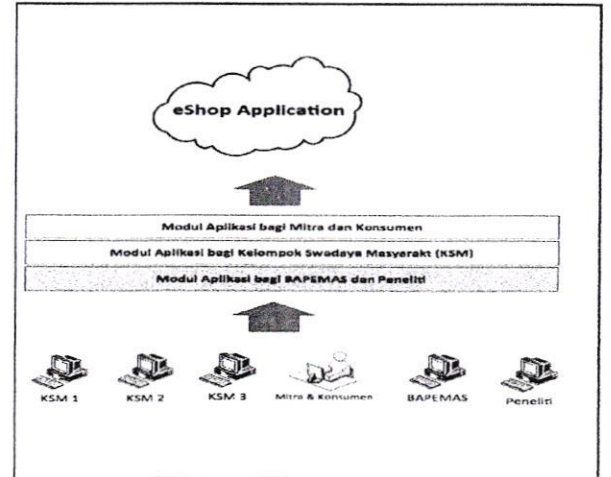 eShop Application
Modul Aplikasi bagi Mitra dan Konsumen
Modul Aplikasi bagi Kelompok Swadaya Masyarakt (KSM)
Modul Aplikasi bagi BAPEMAS dan Peneliti
KSM 1 KSM 2 KSM 3 Mitra & Konsumen BAPEMAS Peneliti